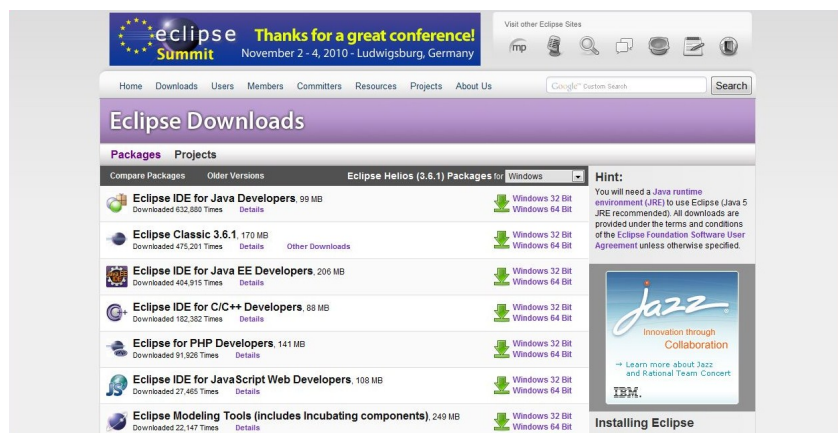 eclipse
Summit
Thanks for a great conference!
November 2 - 4, 2010 - Ludwigsburg, Germany
Visit other Eclipse Sites
mp
Home Downloads Users Members Committers Resources Projects About Us
Google™ Custom Search
Search
Eclipse Downloads
Packages Projects
Compare Packages Older Versions Eclipse Helios (3.6.1) Packages for Windows
Eclipse IDE for Java Developers, 99 MB
Downloaded 632,880 Times Details
Windows 32 Bit
Windows 64 Bit
Eclipse Classic 3.6.1, 170 MB
Downloaded 475,201 Times Details Other Downloads
Windows 32 Bit
Windows 64 Bit
Eclipse IDE for Java EE Developers, 206 MB
Downloaded 404,915 Times Details
Windows 32 Bit
Windows 64 Bit
Eclipse IDE for C/C++ Developers, 88 MB
Downloaded 182,382 Times Details
Windows 32 Bit
Windows 64 Bit
Eclipse for PHP Developers, 141 MB
Downloaded 91,926 Times Details
Windows 32 Bit
Windows 64 Bit
Eclipse IDE for JavaScript Web Developers, 108 MB
Downloaded 27,465 Times Details
Windows 32 Bit
Windows 64 Bit
Eclipse Modeling Tools (includes Incubating components), 249 MB
Downloaded 22,147 Times Details
Windows 32 Bit
Windows 64 Bit
Hint:
You will need a Java runtime
environment (JRE) to use Eclipse (Java 5
JRE recommended). All downloads are
provided under the terms and conditions
of the Eclipse Foundation Software User
Agreement unless otherwise specified.
jazz
Innovation through
Collaboration
→ Learn more about Jazz
and Rational Team Concert
IBM.
Installing Eclipse